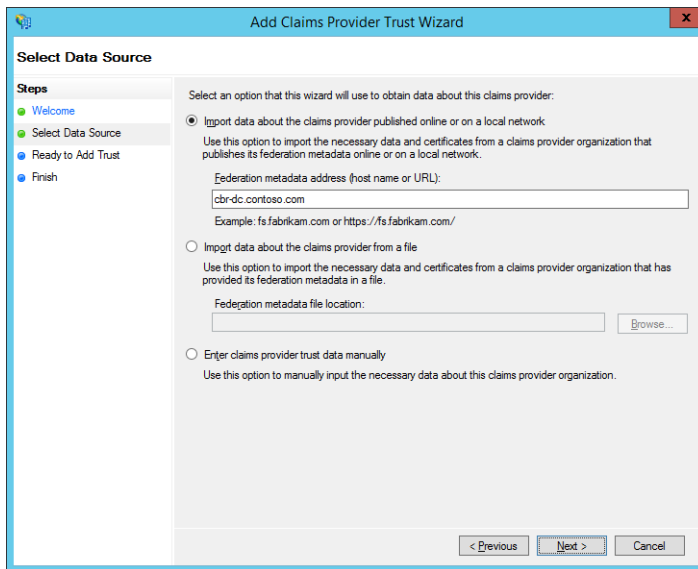 Add Claims Provider Trust Wizard
x
Select Data Source
Steps
Welcome
Select Data Source
Ready to Add Trust
Finish
Select an option that this wizard will use to obtain data about this claims provider:
Import data about the claims provider published online or on a local network
Use this option to import the necessary data and certificates from a claims provider organization that
publishes its federation metadata online or on a local network.
Federation metadata address (host name or URL):
cbr-dc.contoso.com
Example: fs.fabrikam.com or https://fs.fabrikam.com/
Import data about the claims provider from a file
Use this option to import the necessary data and certificates from a claims provider organization that has
provided its federation metadata in a file.
Federation metadata file location:
Browse...
Enter claims provider trust data manually
Use this option to manually input the necessary data about this claims provider organization.
< Previous
Next >
Cancel